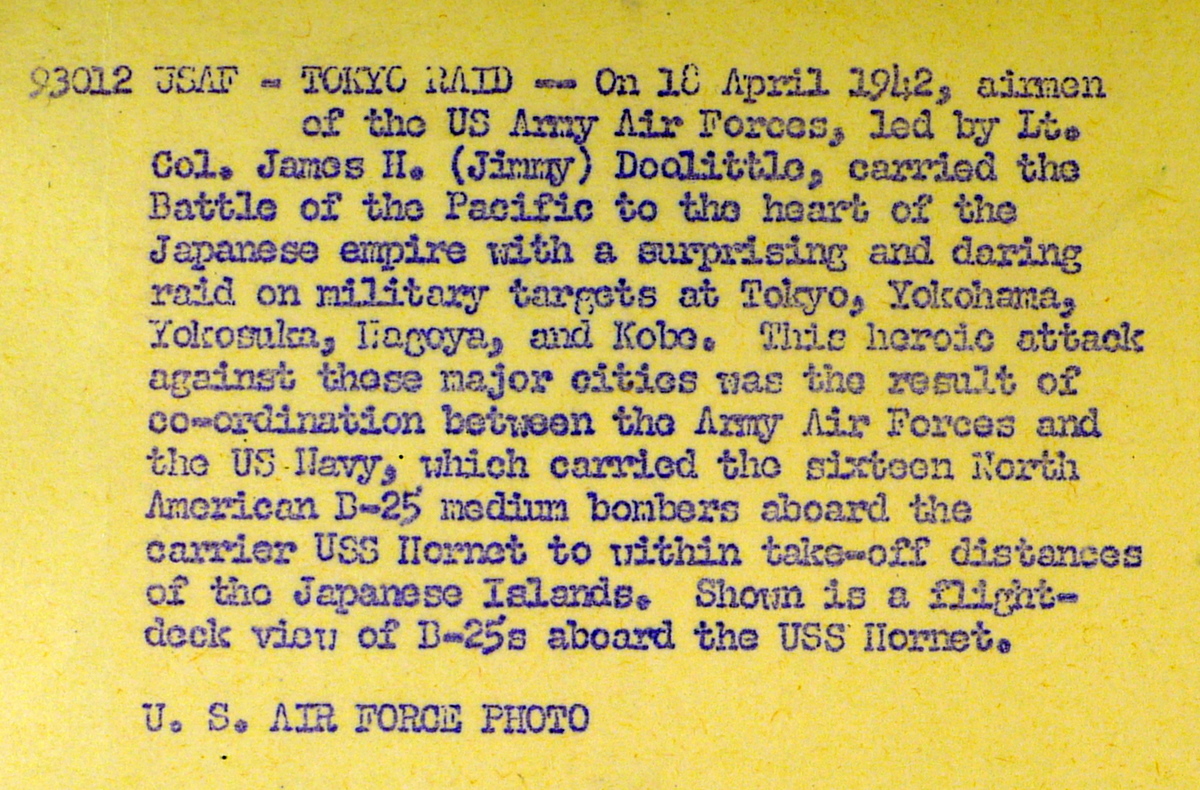 93012 USAF - TOKYO RAID -- On 18 April 1942, airmen
of the US Army Air Forces, led by Lt.
Col. James H. (Jimmy) Doolittle, carried the
Battle of the Pacific to the heart of the
Japanese empire with a surprising and daring
raid on military targets at Tokyo, Yokohama,
Yokosuka, Nagoya, and Kobe.  This heroic attack
against these major cities was the result of
co-ordination between the Army Air Forces and
the US Navy, which carried the sixteen North
American B-25 medium bombers aboard the
carrier USS Hornet to within take-off distances
of the Japanese Islands.  Shown is a flight-
deck view of B-25s aboard the USS Hornet.
U. S. AIR FORCE PHOTO